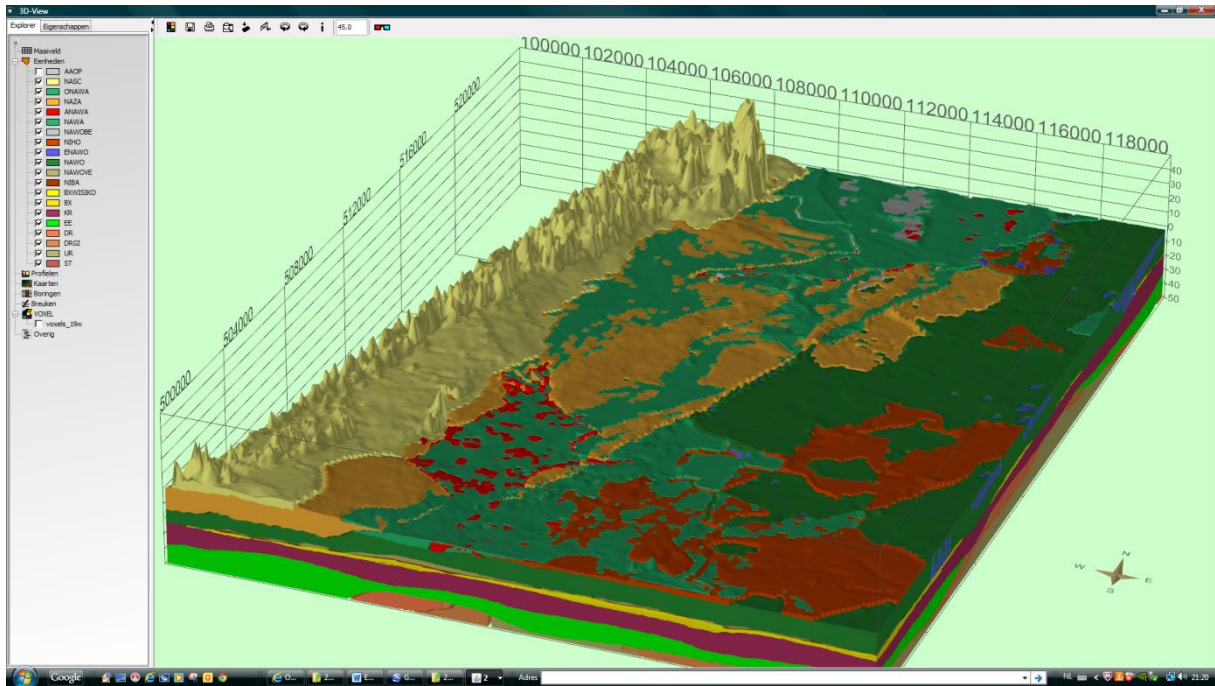 3D-View
Explorer Eigenschappen
45.0
Maaiveld
Eenheden
AAOP
NASC
ONAWA
NAZA
ANAWA
NAWA
NAWOBE
NIHO
ENAWO
NAWO
NAWOVE
NIBA
BXWISIKO
BX
KR
EE
DR
DRGI
UR
ST
Profielen
Kaarten
Boringen
Breuken
VOXEL
voxels_19w
Overig
100000 102000 104000 106000 108000 110000 112000 114000 116000 118000
520000
516000
512000
508000
504000
500000
40
30
20
10
0
-10
-20
-30
-40
-50
N
W E
S
Google O... 2... E... G... 2... 2 Adres NL 21:20